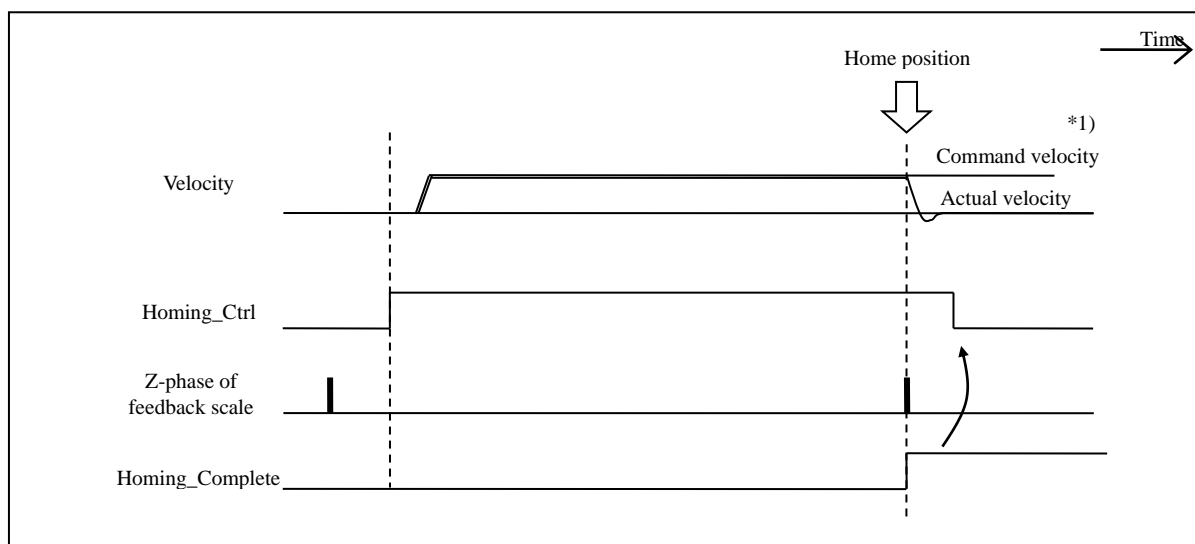 Time
Home position
*1)
Command velocity
Velocity
Actual velocity
Homing_Ctrl
Z-phase of
feedback scale
Homing_Complete